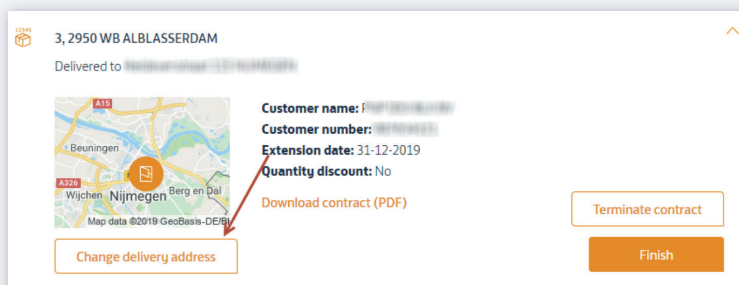 12345
3, 2950 WB ALBLASSERDAM
Delivered to
Customer name:
Customer number:
Extension date: 31-12-2019
Quantity discount: No
Download contract (PDF)
A15
Beuningen
A326
Wijchen
Nijmegen
Berg en Dal
Map data ©2019 GeoBasis-DE/B
Terminate contract
Change delivery address
Finish